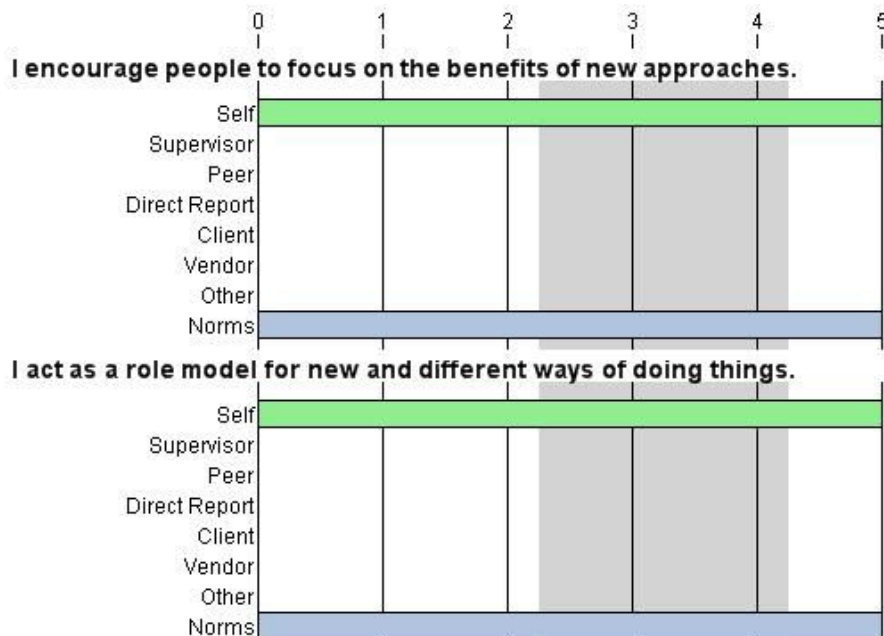 0 1 2 3 4 5
I encourage people to focus on the benefits of new approaches.
Self
Supervisor
Peer
Direct Report
Client
Vendor
Other
Norms
I act as a role model for new and different ways of doing things.
Self
Supervisor
Peer
Direct Report
Client
Vendor
Other
Norms